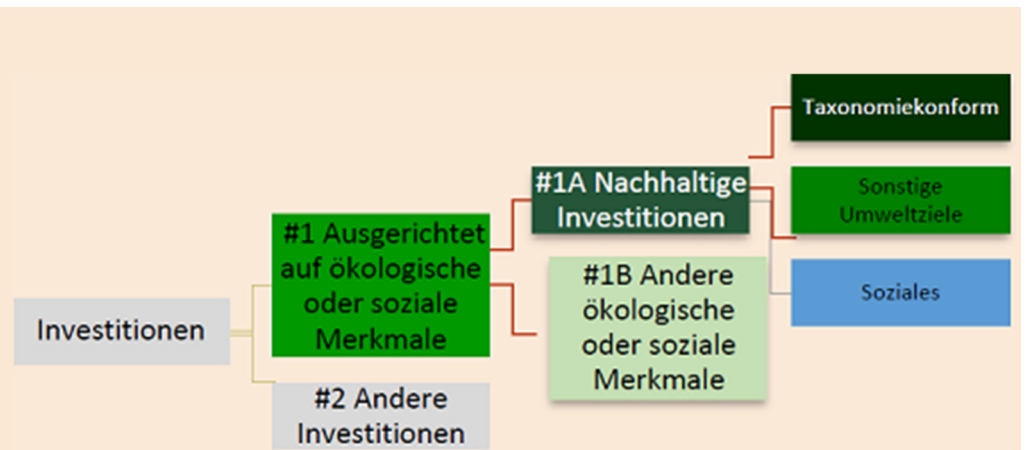 Investitionen
#1 Ausgerichtet
auf ökologische
oder soziale
Merkmale
#2 Andere
Investitionen
#1A Nachhaltige
Investitionen
#1B Andere
ökologische
oder soziale
Merkmale
Taxonomiekonform
Sonstige
Umweltziele
Soziales